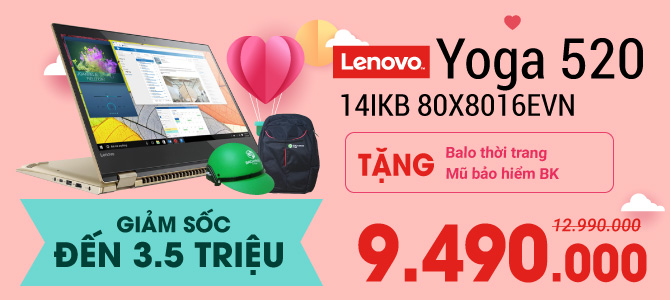 Lenovo
Yoga 520
14IKB 80X8016EVN
TẶNG
Balo thời trang
Mũ bảo hiểm BK
GIẢM SỐC
ĐẾN 3.5 TRIỆU
12.990.000
9.490.000
Lenovo